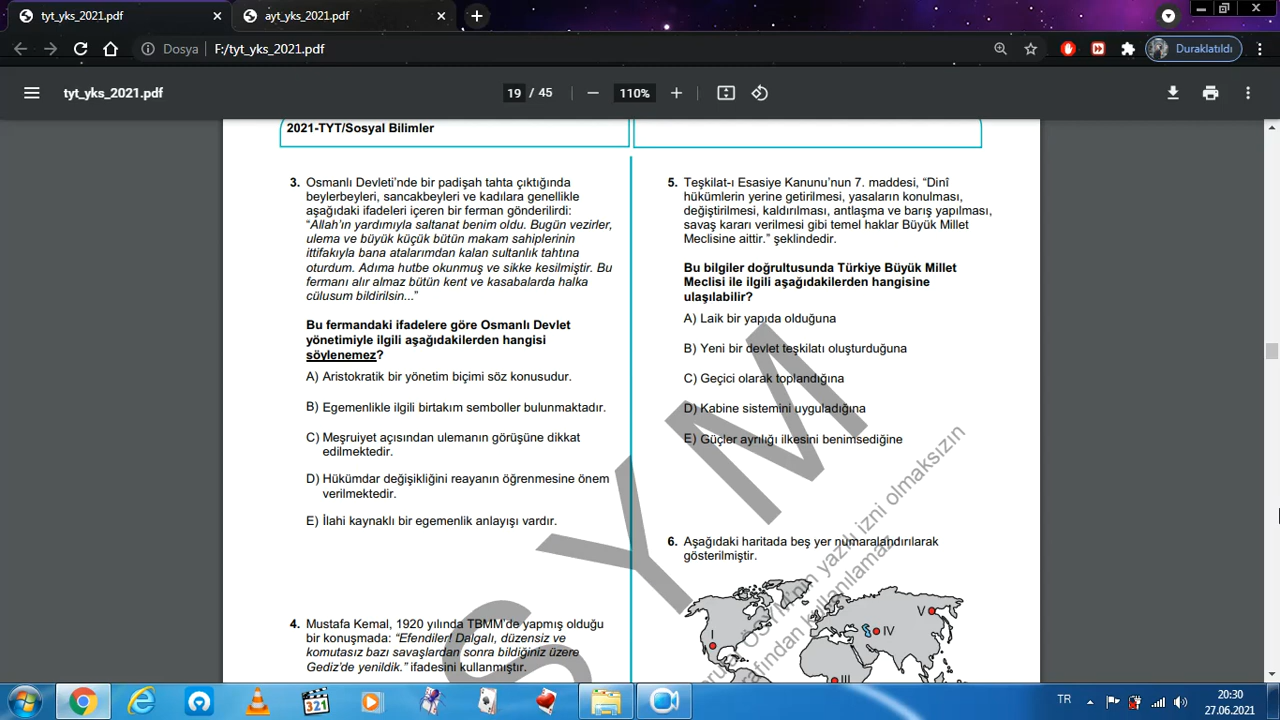 tyt_yks_2021.pdf
ayt_yks_2021.pdf
Dosya
F:/tyt_yks_2021.pdf
Duraklatıldı
tyt_yks_2021.pdf
19 / 45
110%
2021-TYT/Sosyal Bilimler
3. Osmanlı Devleti’nde bir padişah tahta çıktığında
beylerbeyleri, sancakbeyleri ve kadılara genellikle
aşağıdaki ifadeleri içeren bir ferman gönderilirdi:
“Allah’ın yardımıyla saltanat benim oldu. Bugün vezirler,
ulema ve büyük küçük bütün makam sahiplerinin
ittifakıyla bana atalarımdan kalan sultanlık tahtına
oturdum. Adıma hutbe okunmuş ve sikke kesilmiştir. Bu
fermanı alır almaz bütün kent ve kasabalarda halka
cülusum bildirilsin...”
Bu fermandaki ifadelere göre Osmanlı Devlet
yönetimiyle ilgili aşağıdakilerden hangisi
söylenemez?
A) Aristokratik bir yönetim biçimi söz konusudur.
B) Egemenlikle ilgili birtakım semboller bulunmaktadır.
C) Meşruiyet açısından ulemanın görüşüne dikkat
edilmektedir.
D) Hükümdar değişikliğini reayanın öğrenmesine önem
verilmektedir.
E) İlahi kaynaklı bir egemenlik anlayışı vardır.
4. Mustafa Kemal, 1920 yılında TBMM’de yapmış olduğu
bir konuşmada: “Efendiler! Dalgalı, düzensiz ve
komutasız bazı savaşlardan sonra bildiğiniz üzere
Gediz’de yenildik.” ifadesini kullanmıştır.
5. Teşkilat-ı Esasiye Kanunu’nun 7. maddesi, “Dinî
hükümlerin yerine getirilmesi, yasaların konulması,
değiştirilmesi, kaldırılması, antlaşma ve barış yapılması,
savaş kararı verilmesi gibi temel haklar Büyük Millet
Meclisine aittir.” şeklindedir.
Bu bilgiler doğrultusunda Türkiye Büyük Millet
Meclisi ile ilgili aşağıdakilerden hangisine
ulaşılabilir?
A) Laik bir yapıda olduğuna
B) Yeni bir devlet teşkilatı oluşturduğuna
C) Geçici olarak toplandığına
D) Kabine sistemini uyguladığına
E) Güçler ayrılığı ilkesini benimsediğine
6. Aşağıdaki haritada beş yer numaralandırılarak
gösterilmiştir.
I
III
IV
V
SYM
ÖSYM’nin yazılı izni olmaksızın
tarafından kullanılamaz
321
TR
20:30
27.06.2021